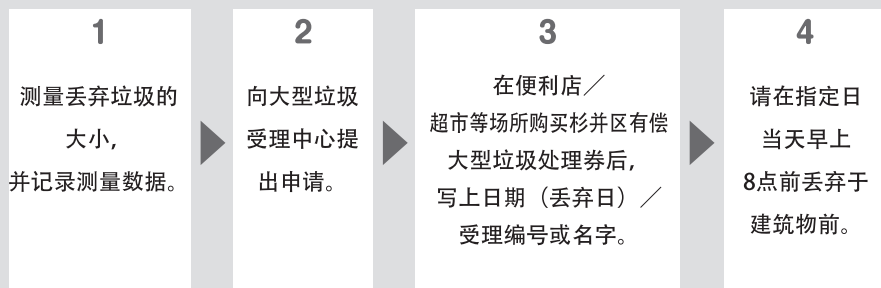 1
测量丢弃垃圾的
大小，
并记录测量数据。
2
向大型垃圾
受理中心提
出申请。
3
在便利店／
超市等场所购买杉并区有偿
大型垃圾处理券后，
写上日期（丢弃日）／
受理编号或名字。
4
请在指定日
当天早上
8点前丢弃于
建筑物前。